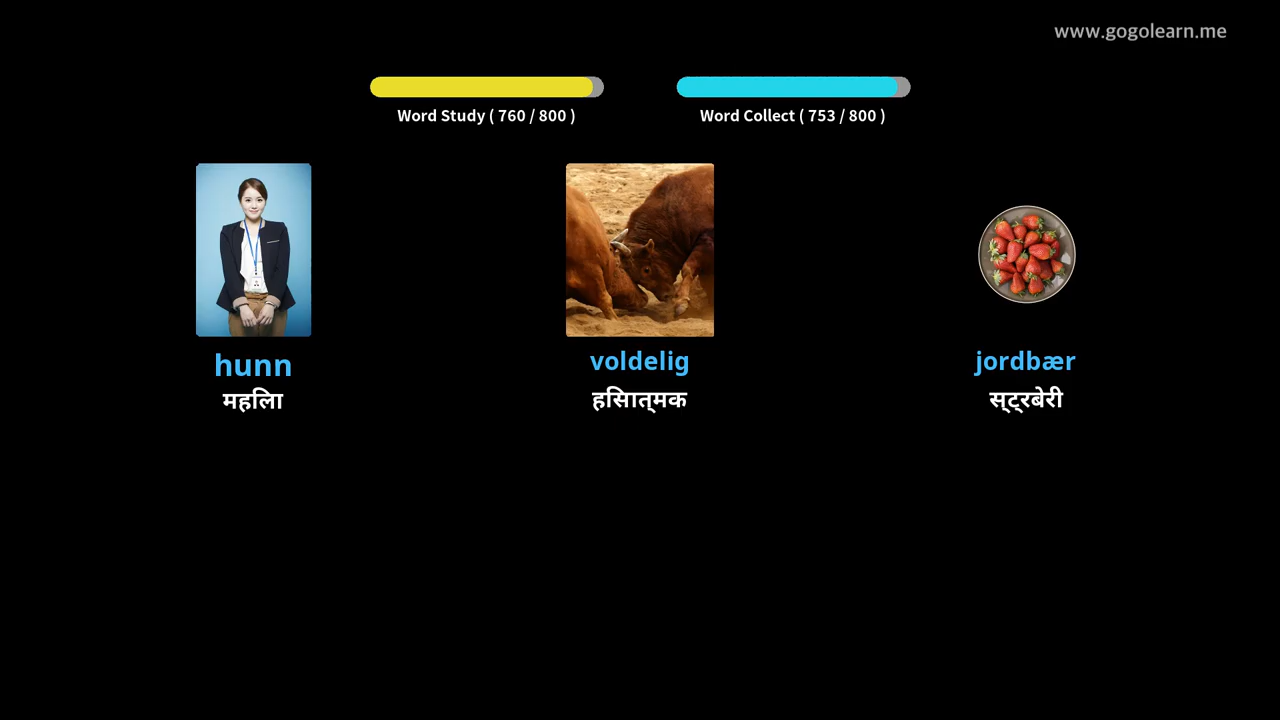 www.gogolearn.me
Word Study ( 760 / 800 )
Word Collect ( 753 / 800 )
hunn
महिला
voldelig
हिसात्मक
jordbær
स्ट्रबेरी